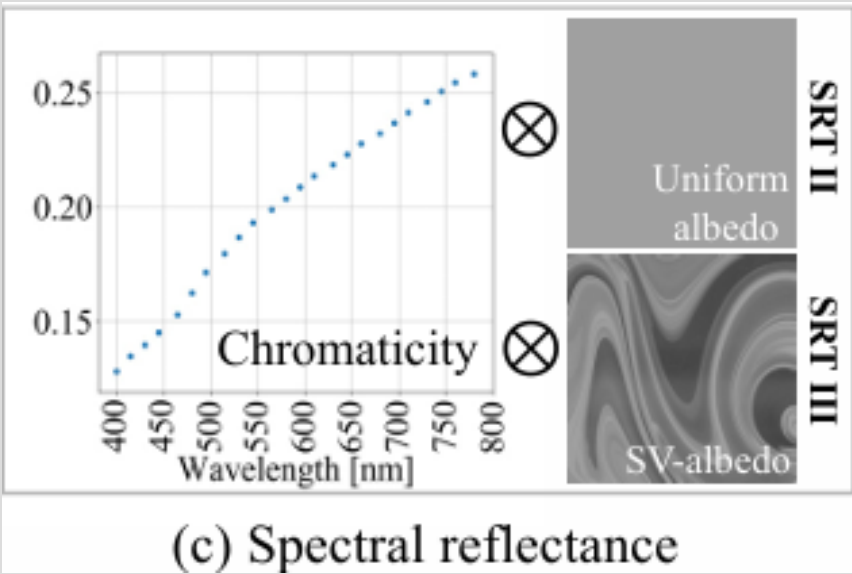 0.25
0.20
0.15
400
450
500
550
600
650
700
750
800
Wavelength [nm]
Chromaticity
Uniform
albedo
SRT II
SV-albedo
SRT III
(c) Spectral reflectance